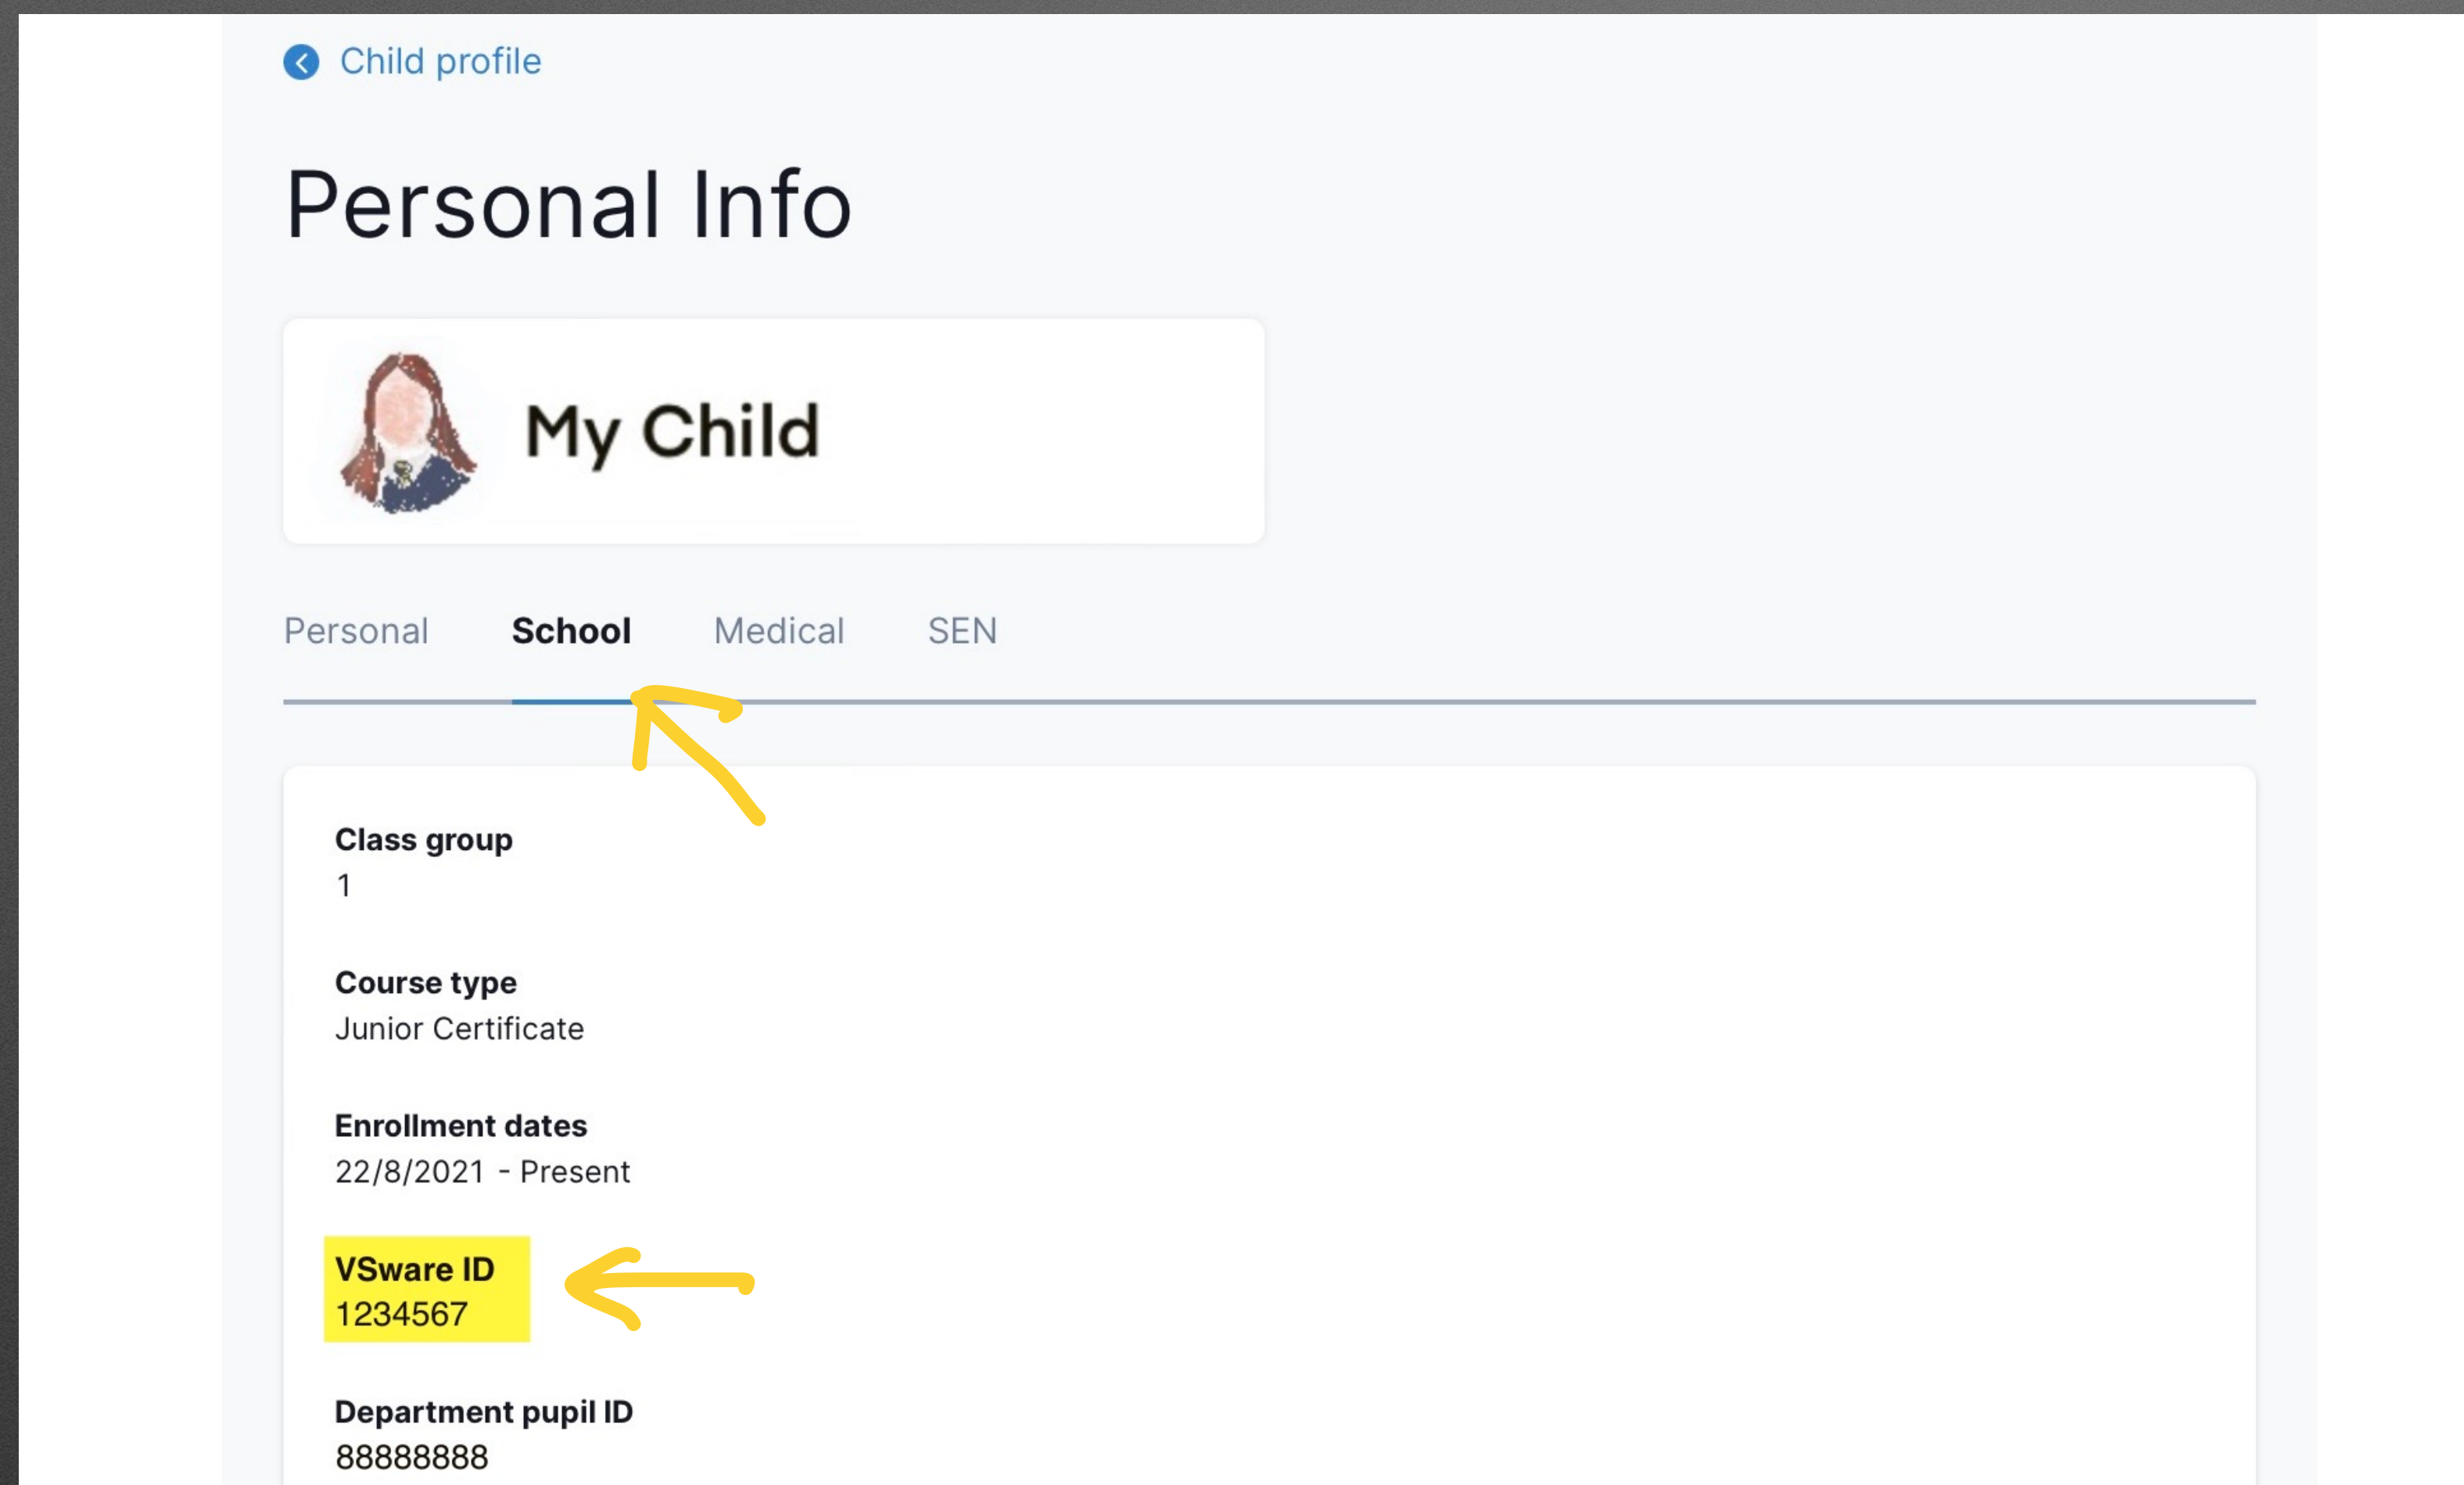 Child profile
Personal Info
My Child
Personal School Medical SEN
Class group
1
Course type
Junior Certificate
Enrollment dates
22/8/2021 - Present
VSware ID
1234567
Department pupil ID
88888888